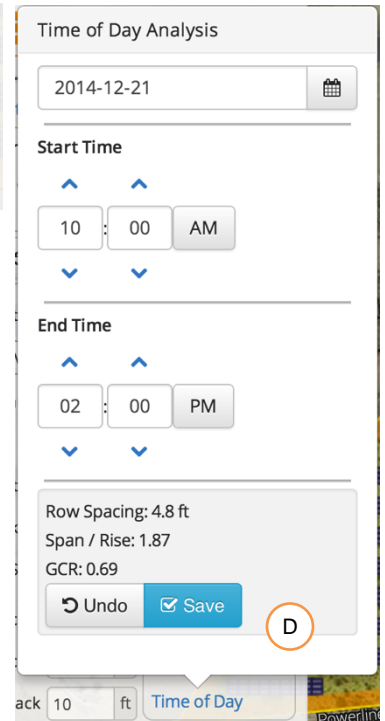 Time of Day Analysis
2014-12-21
Start Time
10 : 00 AM
End Time
02 : 00 PM
Row Spacing: 4.8 ft
Span / Rise: 1.87
GCR: 0.69
Undo Save
D
ack 10 ft Time of Day
Powerline